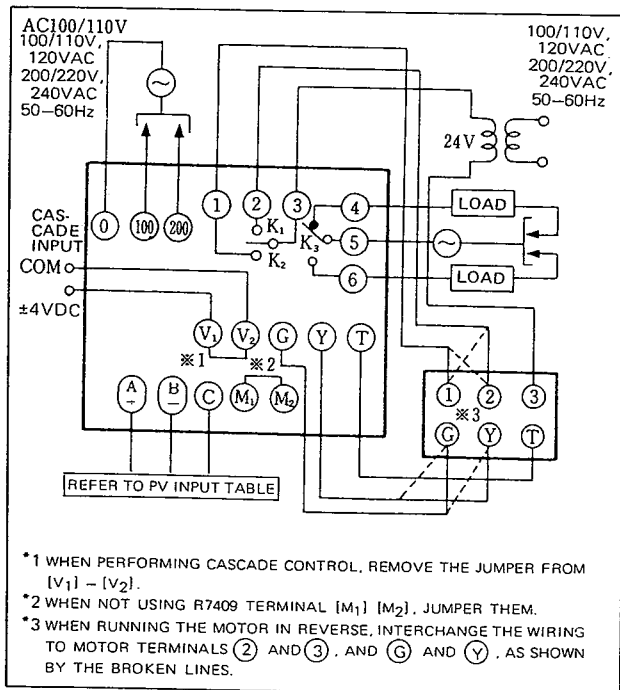 AC100/110V
100/110V,
120VAC
200/220V,
240VAC
50–60Hz
100/110V,
120VAC
200/220V,
240VAC
50–60Hz
24V
CAS-
CADE
INPUT
0
100
200
1
2
3
K₁
K₂
K₃
4
5
6
LOAD
LOAD
COM
±4VDC
V₁
V₂
G
Y
T
※1
※2
A
+
B
−
C
M₁
M₂
1
2
3
※3
G
Y
T
REFER TO PV INPUT TABLE
*1 WHEN PERFORMING CASCADE CONTROL, REMOVE THE JUMPER FROM
[V₁] – [V₂].
*2 WHEN NOT USING R7409 TERMINAL [M₁] [M₂], JUMPER THEM.
*3 WHEN RUNNING THE MOTOR IN REVERSE, INTERCHANGE THE WIRING
TO MOTOR TERMINALS ② AND ③, AND Ⓖ AND Ⓨ, AS SHOWN
BY THE BROKEN LINES.